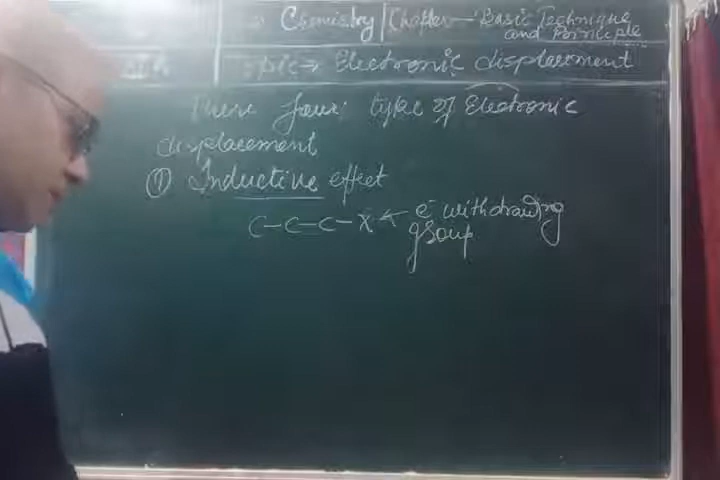 Chemistry | Chapter - Basic Technique
and Principle
Topic → Electronic displacement
There four type of Electronic
displacement
① Inductive effect
C-C=C-X ← e⁻ withdrawing
group